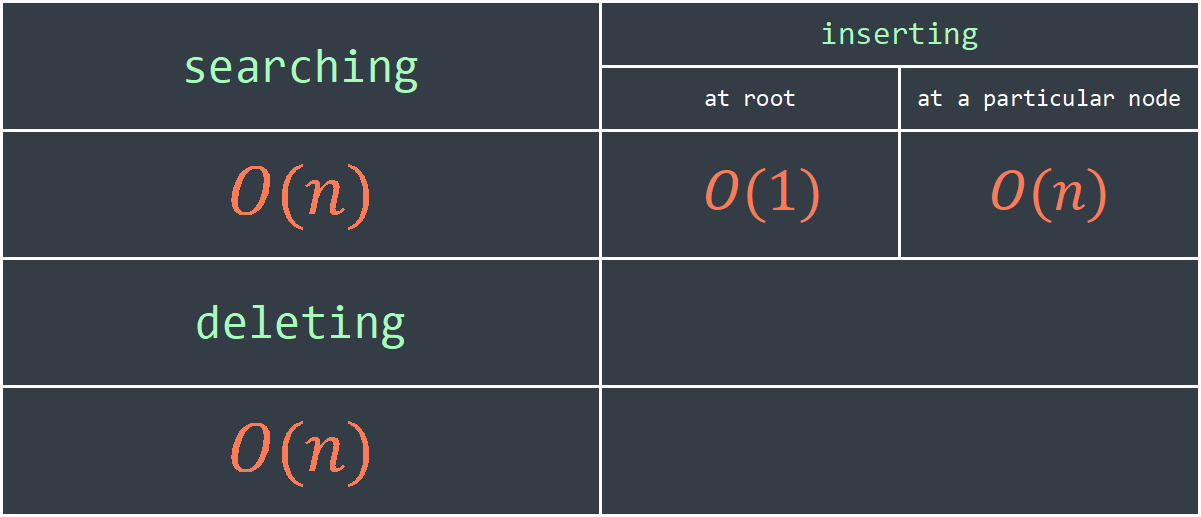 searching
inserting
at root
at a particular node
O(n)
O(1)
O(n)
deleting
O(n)